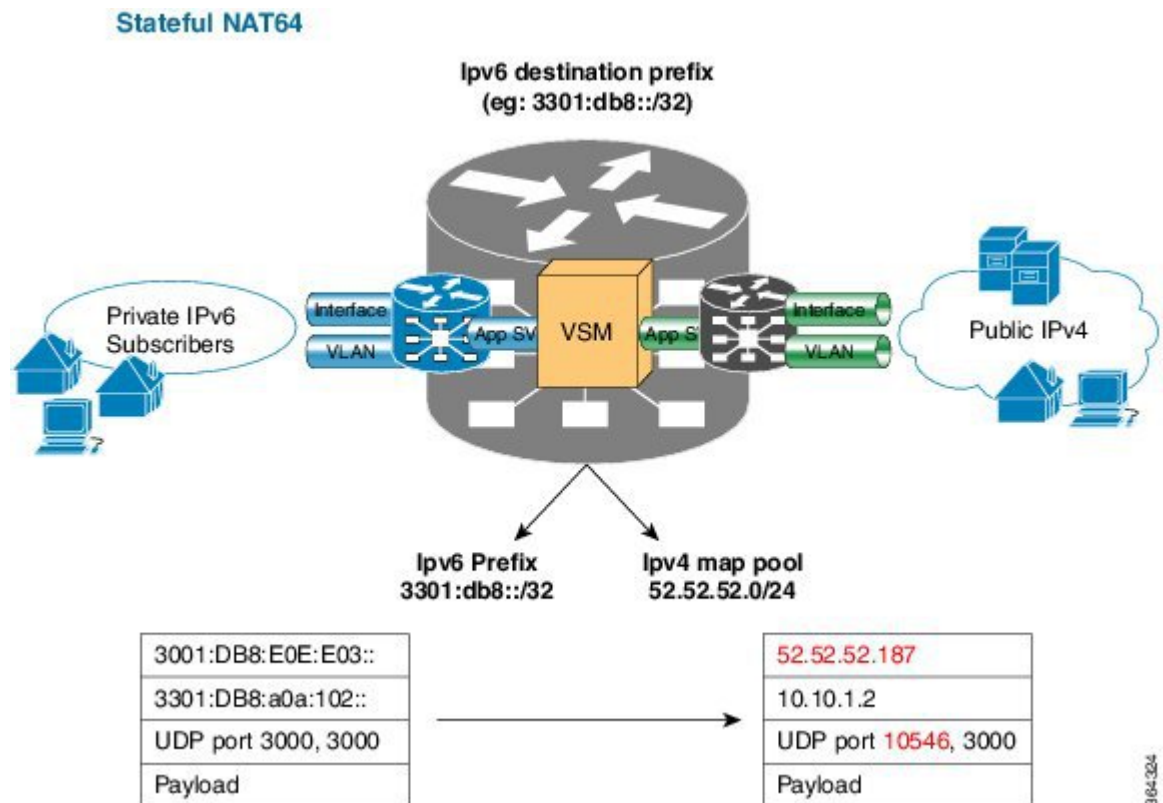 Stateful NAT64
Ipv6 destination prefix
(eg: 3301:db8::/32)
Private IPv6
Subscribers
Interface
VLAN
App SV
VSM
App S
Interface
VLAN
Public IPv4
Ipv6 Prefix
3301:db8::/32
Ipv4 map pool
52.52.52.0/24
3001:DB8:E0E:E03::
3301:DB8:a0a:102::
UDP port 3000, 3000
Payload
52.52.52.187
10.10.1.2
UDP port 10546, 3000
Payload
364324